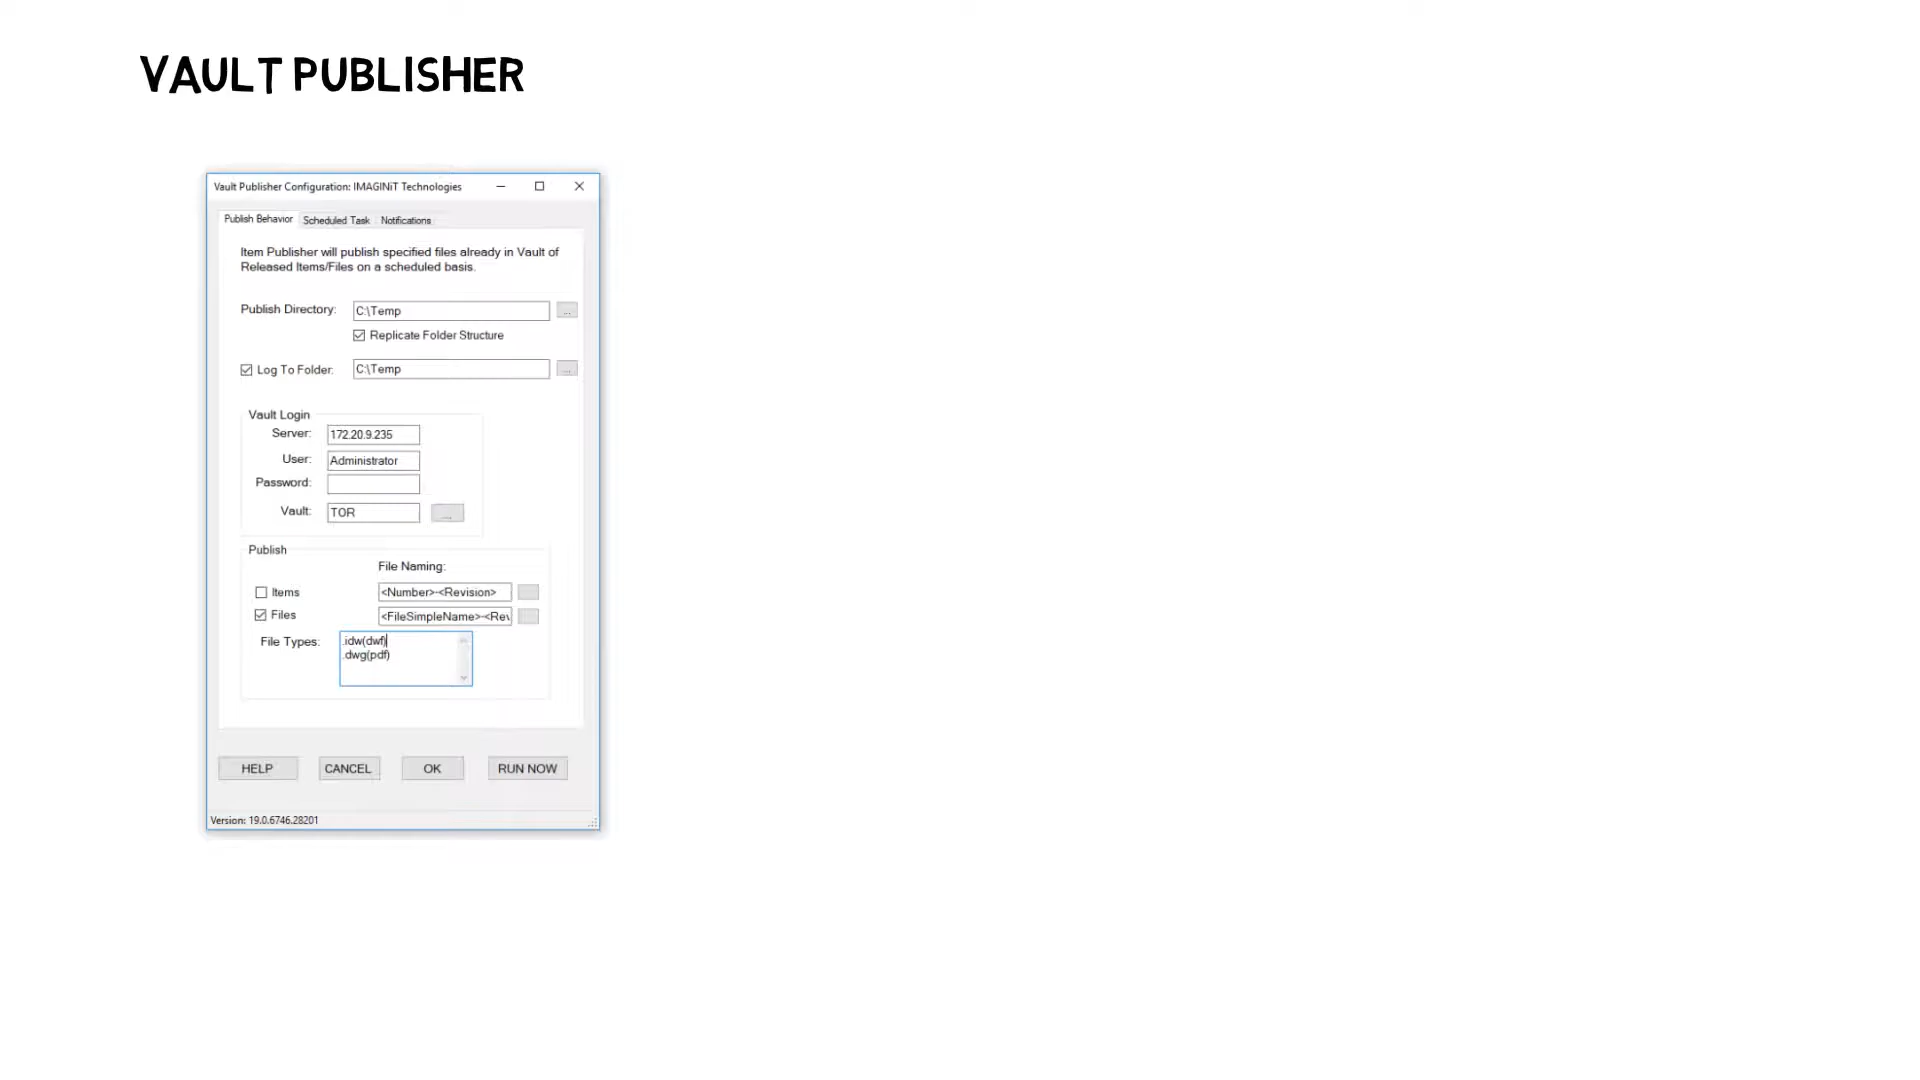 VAULT PUBLISHER
Vault Publisher Configuration: IMAGINiT Technologies
Publish Behavior Scheduled Task Notifications
Item Publisher will publish specified files already in Vault of
Released Items/Files on a scheduled basis.
Publish Directory: C:\Temp ...
Replicate Folder Structure
Log To Folder: C:\Temp ...
Vault Login
Server: 172.20.9.235
User: Administrator
Password:
Vault: TOR ...
Publish
File Naming:
Items <Number>-<Revision>
Files <FileSimpleName>-<Rev
File Types: .idw(dwf)
.dwg(pdf)
HELP CANCEL OK RUN NOW
Version: 19.0.6746.28201